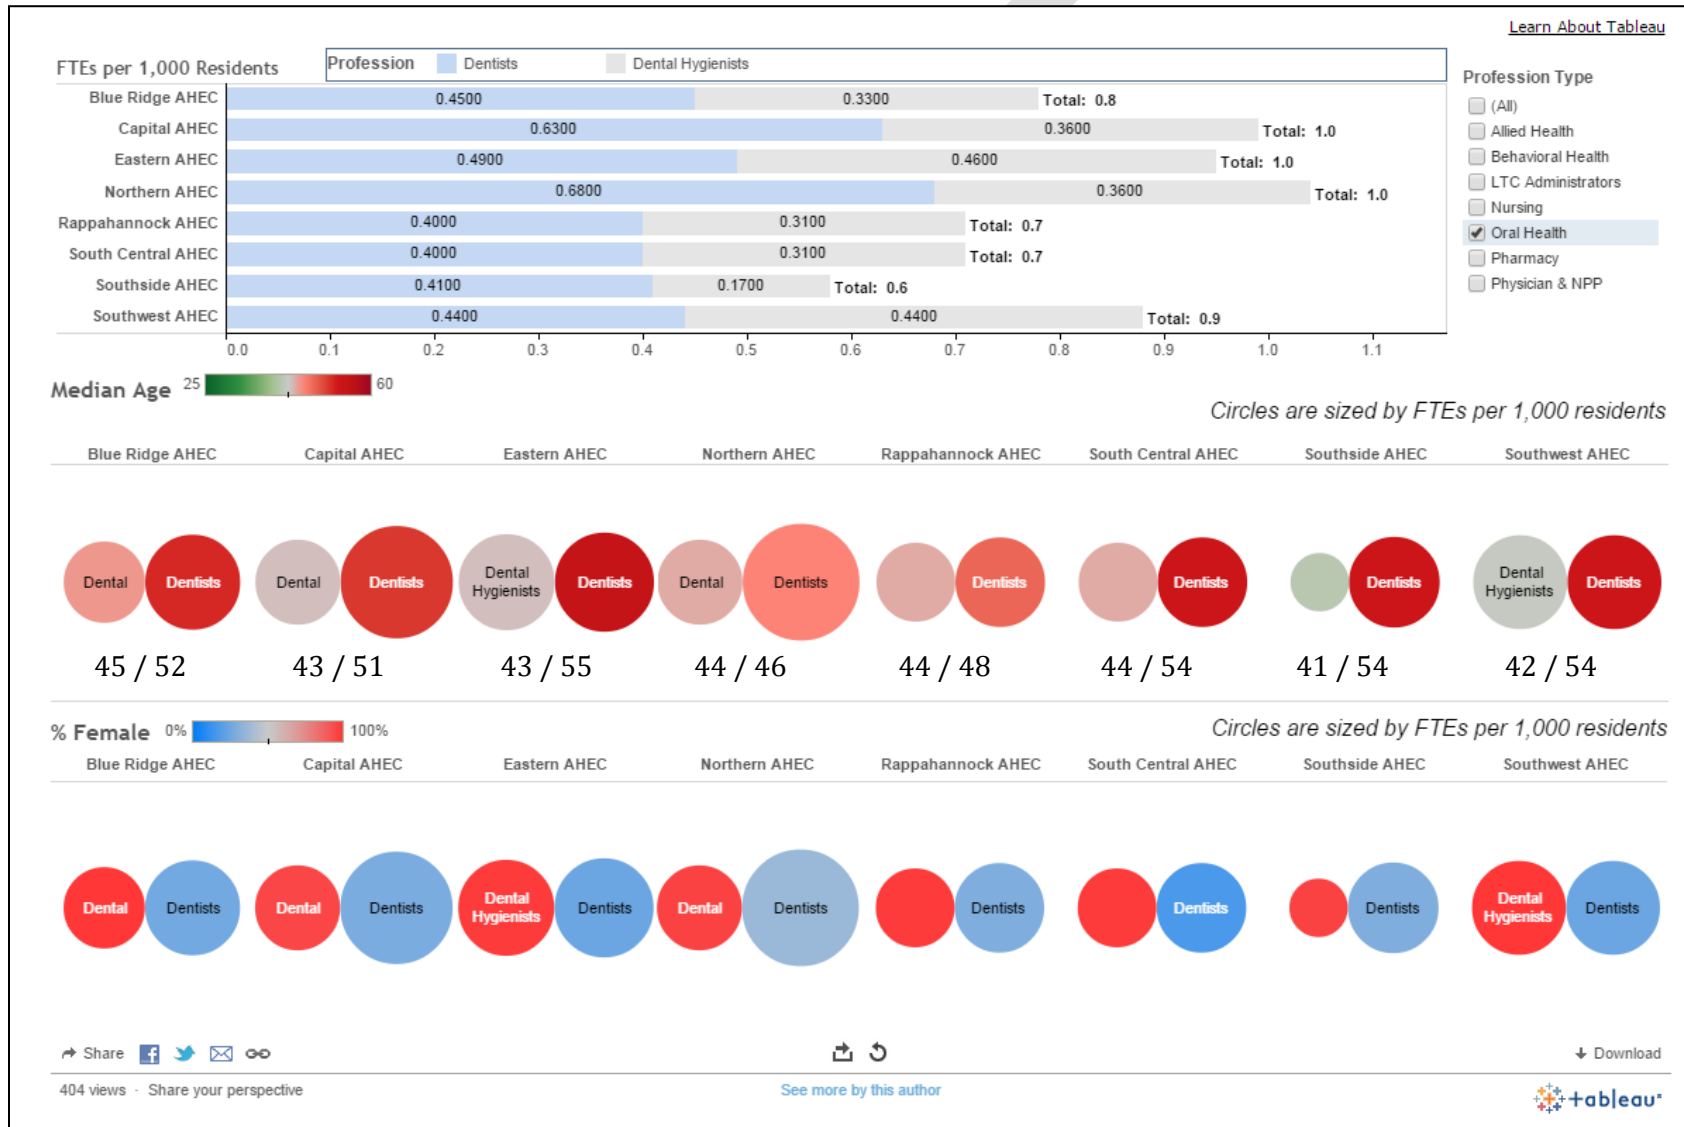 Learn About Tableau
FTEs per 1,000 Residents
Profession Dentists Dental Hygienists
Profession Type
(All)
Allied Health
Behavioral Health
LTC Administrators
Nursing
Oral Health
Pharmacy
Physician & NPP
Blue Ridge AHEC 0.4500 0.3300 Total: 0.8
Capital AHEC 0.6300 0.3600 Total: 1.0
Eastern AHEC 0.4900 0.4600 Total: 1.0
Northern AHEC 0.6800 0.3600 Total: 1.0
Rappahannock AHEC 0.4000 0.3100 Total: 0.7
South Central AHEC 0.4000 0.3100 Total: 0.7
Southside AHEC 0.4100 0.1700 Total: 0.6
Southwest AHEC 0.4400 0.4400 Total: 0.9
0.0 0.1 0.2 0.3 0.4 0.5 0.6 0.7 0.8 0.9 1.0 1.1
Median Age 25 60
Circles are sized by FTEs per 1,000 residents
Blue Ridge AHEC Capital AHEC Eastern AHEC Northern AHEC Rappahannock AHEC South Central AHEC Southside AHEC Southwest AHEC
Dental Dentists Dental Dentists Dental Hygienists Dentists Dental Dentists Dentists Dentists Dentists Dental Hygienists Dentists
45 / 52 43 / 51 43 / 55 44 / 46 44 / 48 44 / 54 41 / 54 42 / 54
% Female 0% 100%
Circles are sized by FTEs per 1,000 residents
Blue Ridge AHEC Capital AHEC Eastern AHEC Northern AHEC Rappahannock AHEC South Central AHEC Southside AHEC Southwest AHEC
Dental Dentists Dental Dentists Dental Hygienists Dentists Dental Dentists Dentists Dentists Dentists Dental Hygienists Dentists
Share
Download
404 views · Share your perspective
See more by this author
+ableau